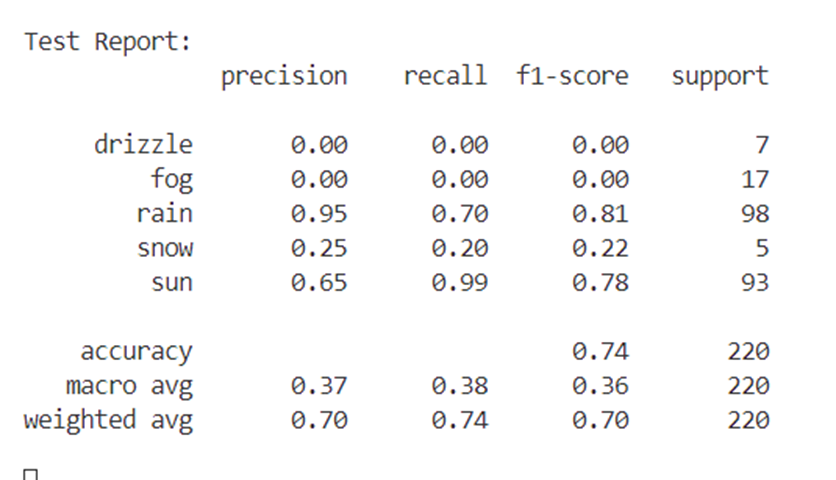 Test Report:
precision recall f1-score support
drizzle 0.00 0.00 0.00 7
fog 0.00 0.00 0.00 17
rain 0.95 0.70 0.81 98
snow 0.25 0.20 0.22 5
sun 0.65 0.99 0.78 93
accuracy 0.74 220
macro avg 0.37 0.38 0.36 220
weighted avg 0.70 0.74 0.70 220